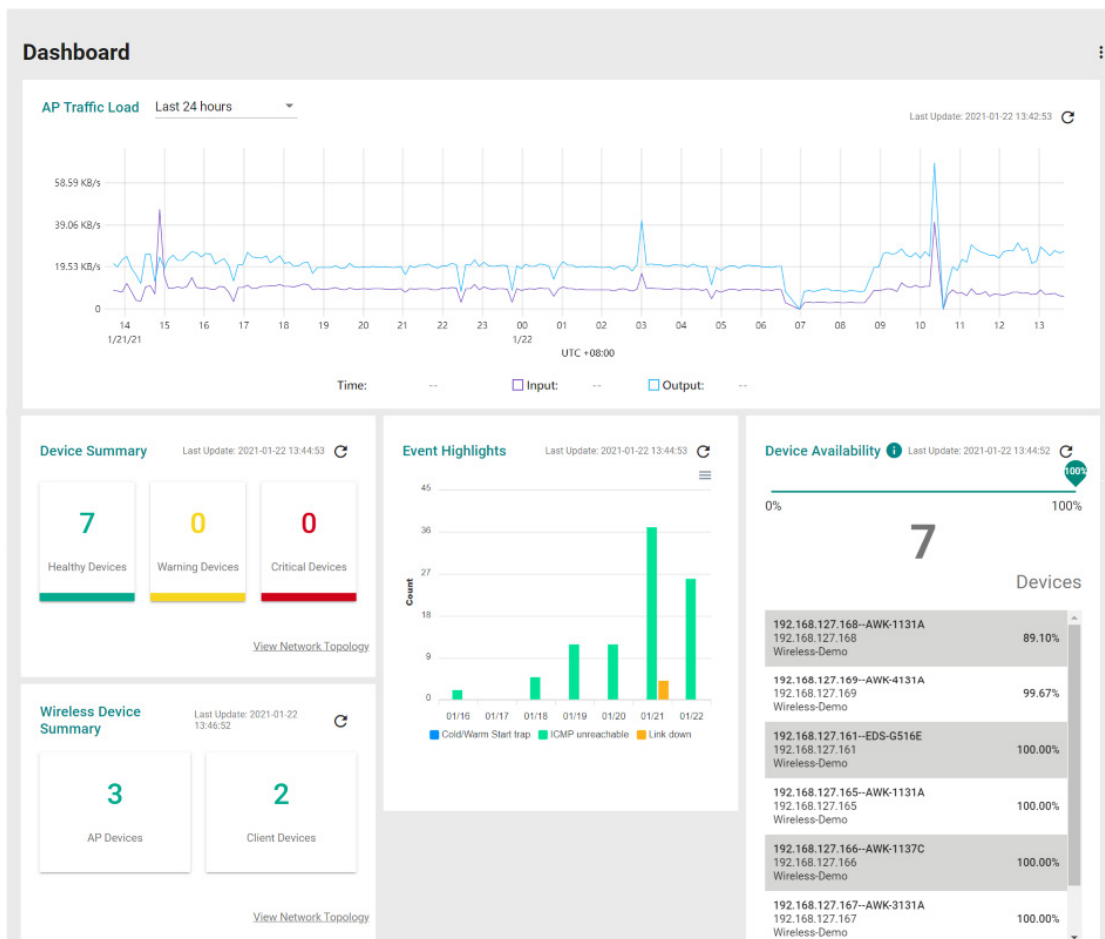 Dashboard
AP Traffic Load Last 24 hours
Last Update: 2021-01-22 13:42:53
58.59 KB/s
39.06 KB/s
19.53 KB/s
0
14 15 16 17 18 19 20 21 22 23 00 01 02 03 04 05 06 07 08 09 10 11 12 13
1/21/21 1/22
UTC +08:00
Time: -- Input: -- Output: --
Device Summary Last Update: 2021-01-22 13:44:53
7 0 0
Healthy Devices Warning Devices Critical Devices
View Network Topology
Wireless Device Summary
Last Update: 2021-01-22
13:46:52
3 2
AP Devices Client Devices
View Network Topology
Event Highlights Last Update: 2021-01-22 13:44:53
45
36
27
18
9
0
Count
01/16 01/17 01/18 01/19 01/20 01/21 01/22
Cold/Warm Start trap ICMP unreachable Link down
Device Availability i Last Update: 2021-01-22 13:44:52
100%
0% 100%
7
Devices
192.168.127.168--AWK-1131A
192.168.127.168 89.10%
Wireless-Demo
192.168.127.169--AWK-4131A
192.168.127.169 99.67%
Wireless-Demo
192.168.127.161--EDS-G516E
192.168.127.161 100.00%
Wireless-Demo
192.168.127.165--AWK-1131A
192.168.127.165 100.00%
Wireless-Demo
192.168.127.166--AWK-1137C
192.168.127.166 100.00%
Wireless-Demo
192.168.127.167--AWK-3131A
192.168.127.167 100.00%
Wireless-Demo